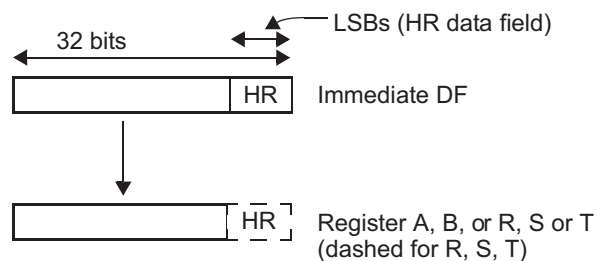 LSBs (HR data field)
32 bits
HR
Immediate DF
HR
Register A, B, or R, S or T
(dashed for R, S, T)